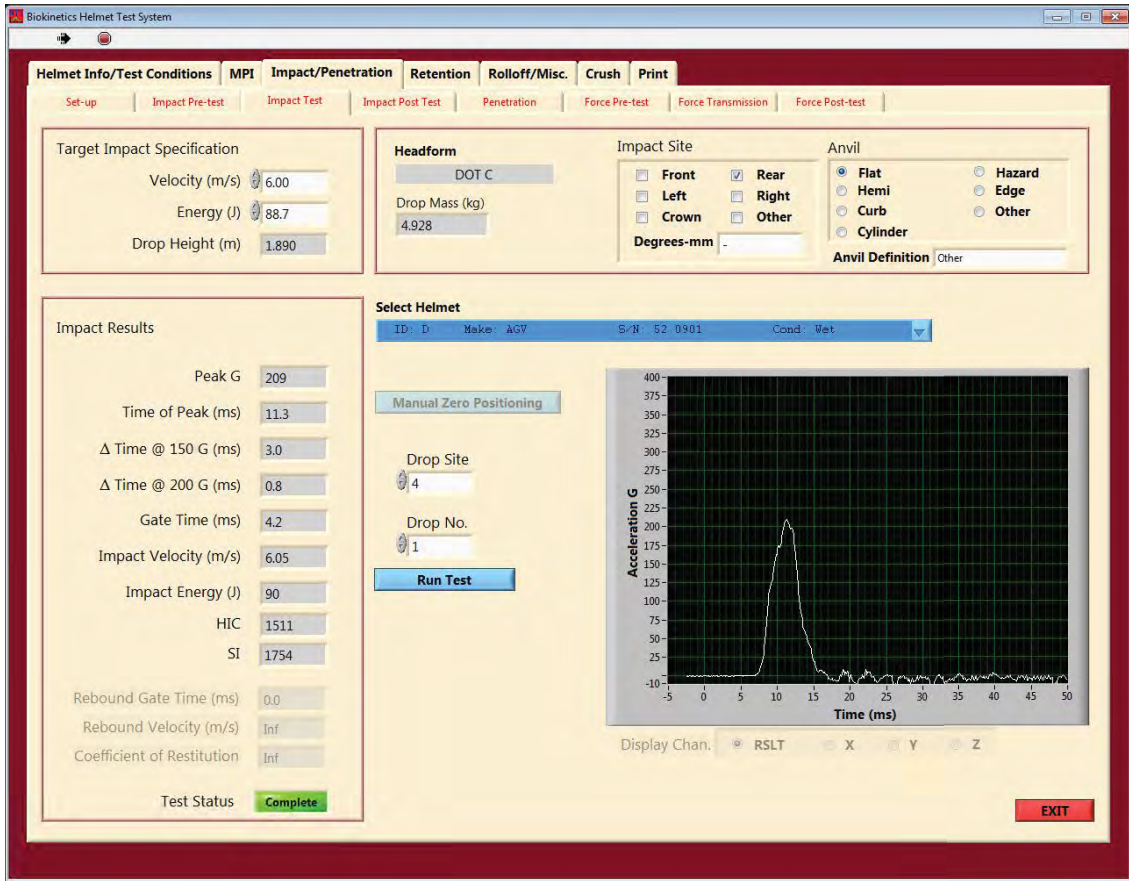 Biokinetics Helmet Test System
Helmet Info/Test Conditions MPI Impact/Penetration Retention Rolloff/Misc. Crush Print
Set-up Impact Pre-test Impact Test Impact Post Test Penetration Force Pre-test Force Transmission Force Post-test
Target Impact Specification
Velocity (m/s) 6.00
Energy (J) 88.7
Drop Height (m) 1.890
Headform
DOT C
Drop Mass (kg)
4.928
Impact Site
Front Rear
Left Right
Crown Other
Degrees-mm -
Anvil
Flat Hazard
Hemi Edge
Curb Other
Cylinder
Anvil Definition Other
Impact Results
Peak G 209
Time of Peak (ms) 11.3
Δ Time @ 150 G (ms) 3.0
Δ Time @ 200 G (ms) 0.8
Gate Time (ms) 4.2
Impact Velocity (m/s) 6.05
Impact Energy (J) 90
HIC 1511
SI 1754
Rebound Gate Time (ms) 0.0
Rebound Velocity (m/s) Inf
Coefficient of Restitution Inf
Test Status Complete
Select Helmet
ID: D Make: AGV S/N: 52 0901 Cond: Wet
Manual Zero Positioning
Drop Site
4
Drop No.
1
Run Test
Acceleration G
400
375
350
325
300
275
250
225
200
175
150
125
100
75
50
25
-10
-5 0 5 10 15 20 25 30 35 40 45 50
Time (ms)
Display Chan. RSLT X Y Z
EXIT